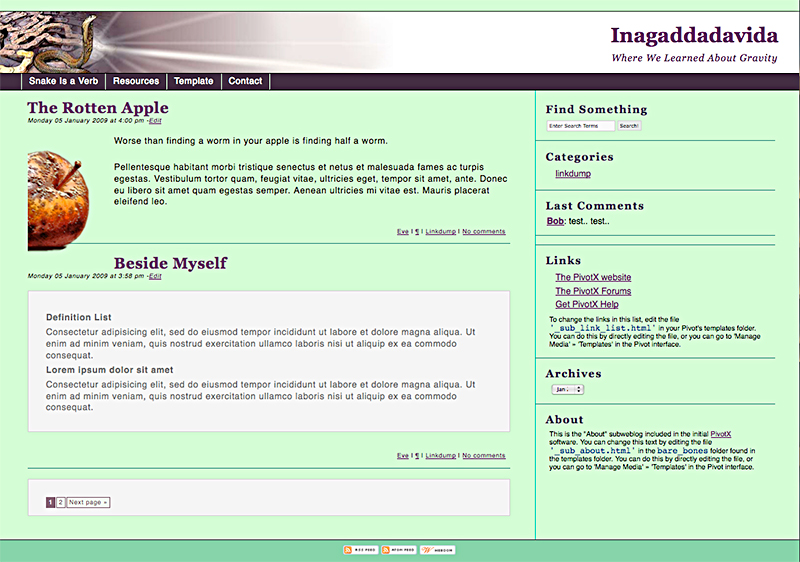 Inagaddadavida
Where We Learned About Gravity
Snake Is a Verb
Resources
Template
Contact
The Rotten Apple
Monday 05 January 2009 at 4:00 pm -Edit
Worse than finding a worm in your apple is finding half a worm.
Pellentesque habitant morbi tristique senectus et netus et malesuada fames ac turpis
egestas. Vestibulum tortor quam, feugiat vitae, ultricies eget, tempor sit amet, ante. Donec
eu libero sit amet quam egestas semper. Aenean ultricies mi vitae est. Mauris placerat
eleifend leo.
Eve | ¶ | Linkdump | No comments
Beside Myself
Monday 05 January 2009 at 3:58 pm -Edit
Definition List
Consectetur adipisicing elit, sed do eiusmod tempor incididunt ut labore et dolore magna aliqua. Ut
enim ad minim veniam, quis nostrud exercitation ullamco laboris nisi ut aliquip ex ea commodo
consequat.
Lorem ipsum dolor sit amet
Consectetur adipisicing elit, sed do eiusmod tempor incididunt ut labore et dolore magna aliqua. Ut
enim ad minim veniam, quis nostrud exercitation ullamco laboris nisi ut aliquip ex ea commodo
consequat.
Eve | ¶ | Linkdump | No comments
1 2 Next page »
Find Something
Enter Search Terms Search!
Categories
linkdump
Last Comments
Bob: test.. test..
Links
The PivotX website
The PivotX Forums
Get PivotX Help
To change the links in this list, edit the file
'_sub_link_list.html' in your Pivot's templates folder.
You can do this by directly editing the file, or you can go to 'Manage
Media' » 'Templates' in the Pivot interface.
Archives
Jan .
About
This is the "About" subweblog included in the initial PivotX
software. You can change this text by editing the file
'_sub_about.html' in the bare_bones folder found in
the templates folder. You can do this by directly editing the file, or
you can go to 'Manage Media' » 'Templates' in the Pivot interface.
RSS FEED
ATOM FEED